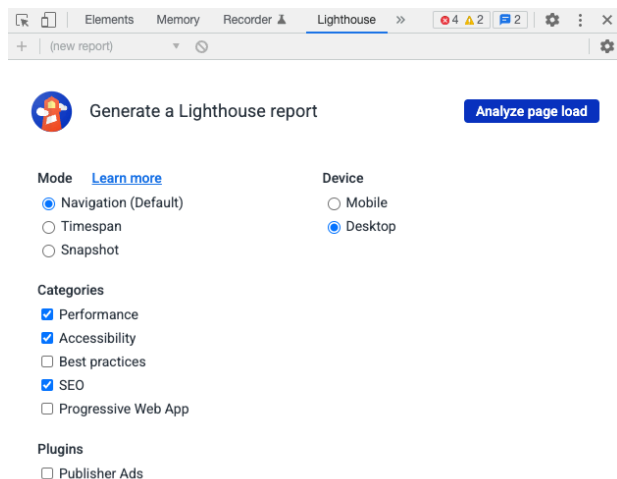 Elements Memory Recorder Lighthouse » 4 2 2
+ (new report)
Generate a Lighthouse report Analyze page load
Mode Learn more Device
Navigation (Default) Mobile
Timespan Desktop
Snapshot
Categories
Performance
Accessibility
Best practices
SEO
Progressive Web App
Plugins
Publisher Ads